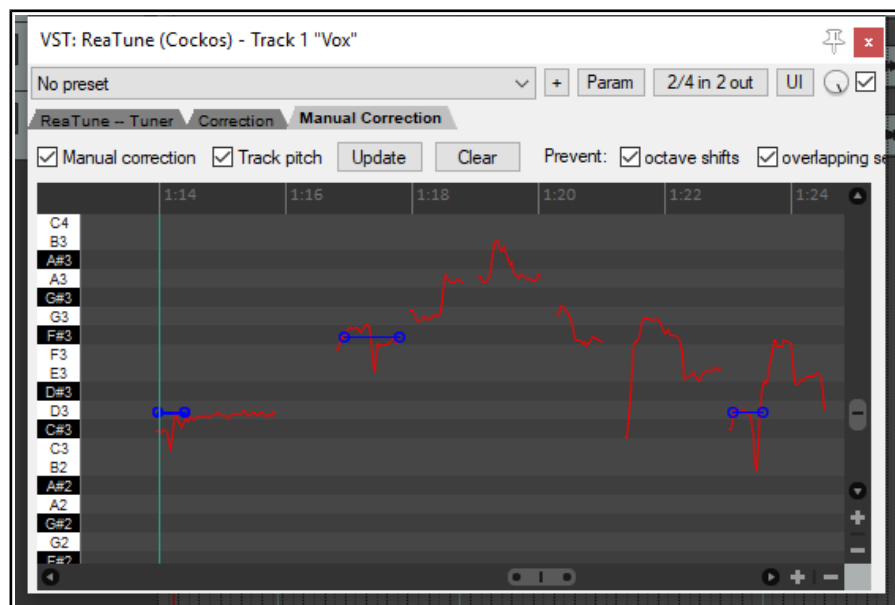 VST: ReaTune (Cockos) - Track 1 "Vox"
No preset
+
Param
2/4 in 2 out
UI
ReaTune -- Tuner
Correction
Manual Correction
Manual correction
Track pitch
Update
Clear
Prevent:
octave shifts
overlapping se
1:14
1:16
1:18
1:20
1:22
1:24
C4
B3
A#3
A3
G#3
G3
F#3
F3
E3
D#3
D3
C#3
C3
B2
A#2
A2
G#2
G2
F#2